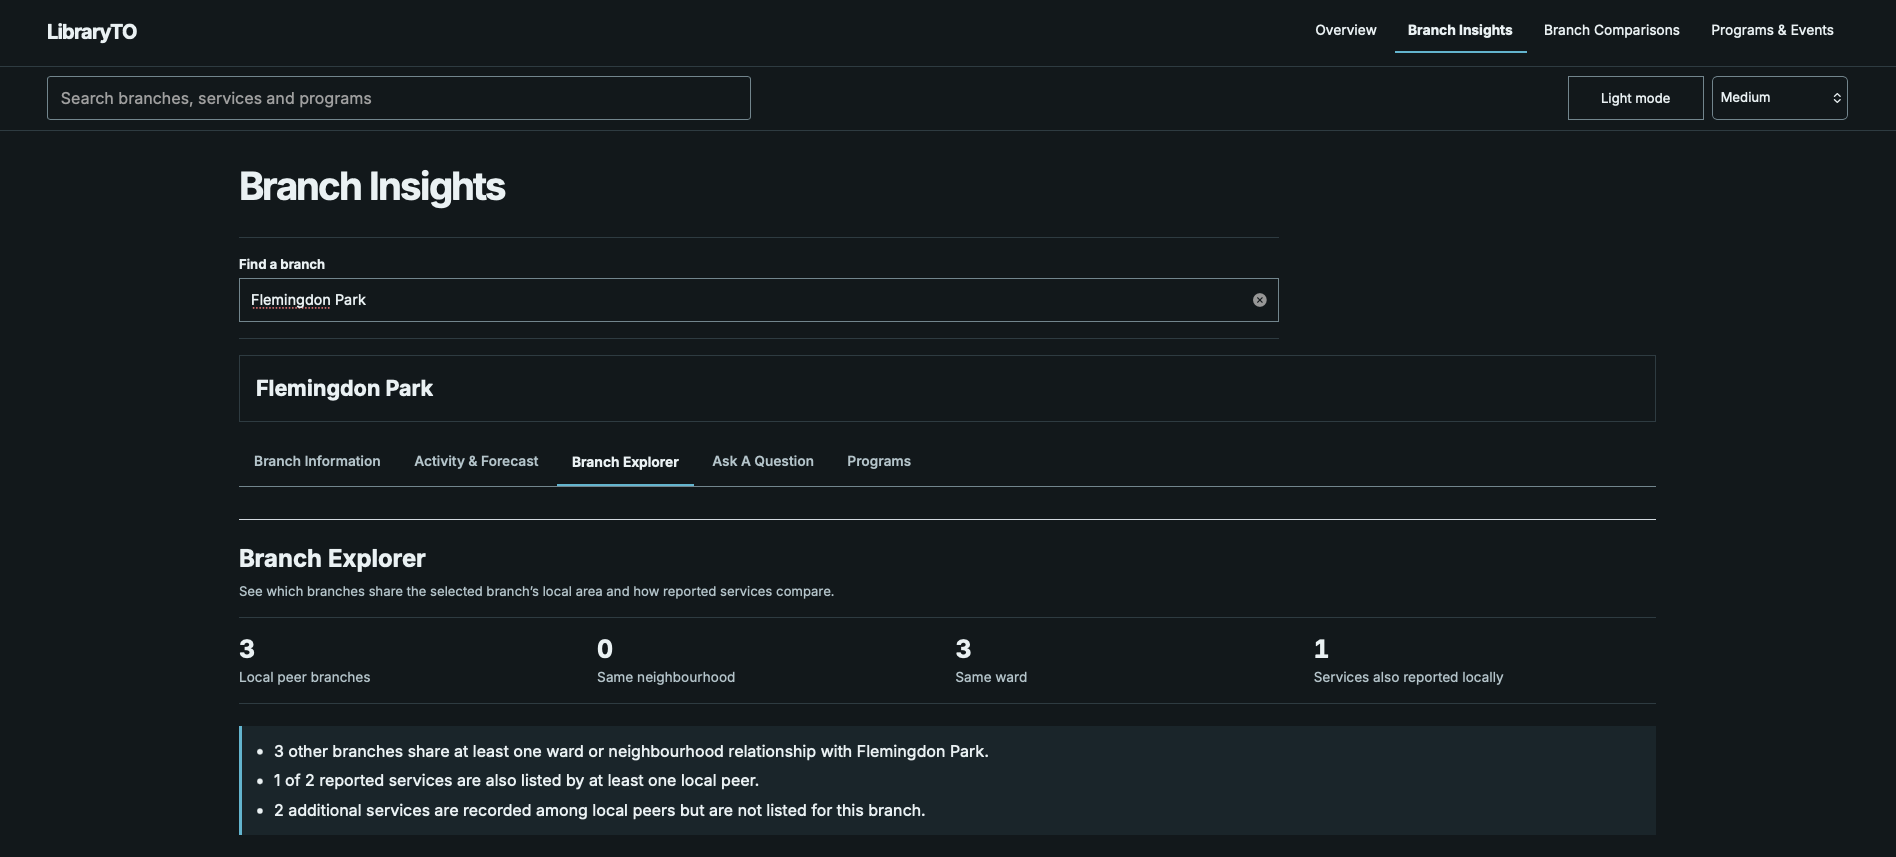 LibraryTO
Overview
Branch Insights
Branch Comparisons
Programs & Events
Search branches, services and programs
Light mode
Medium
Branch Insights
Find a branch
Flemingdon Park
Flemingdon Park
Branch Information
Activity & Forecast
Branch Explorer
Ask A Question
Programs
Branch Explorer
See which branches share the selected branch’s local area and how reported services compare.
3
Local peer branches
0
Same neighbourhood
3
Same ward
1
Services also reported locally
• 3 other branches share at least one ward or neighbourhood relationship with Flemingdon Park.
• 1 of 2 reported services are also listed by at least one local peer.
• 2 additional services are recorded among local peers but are not listed for this branch.